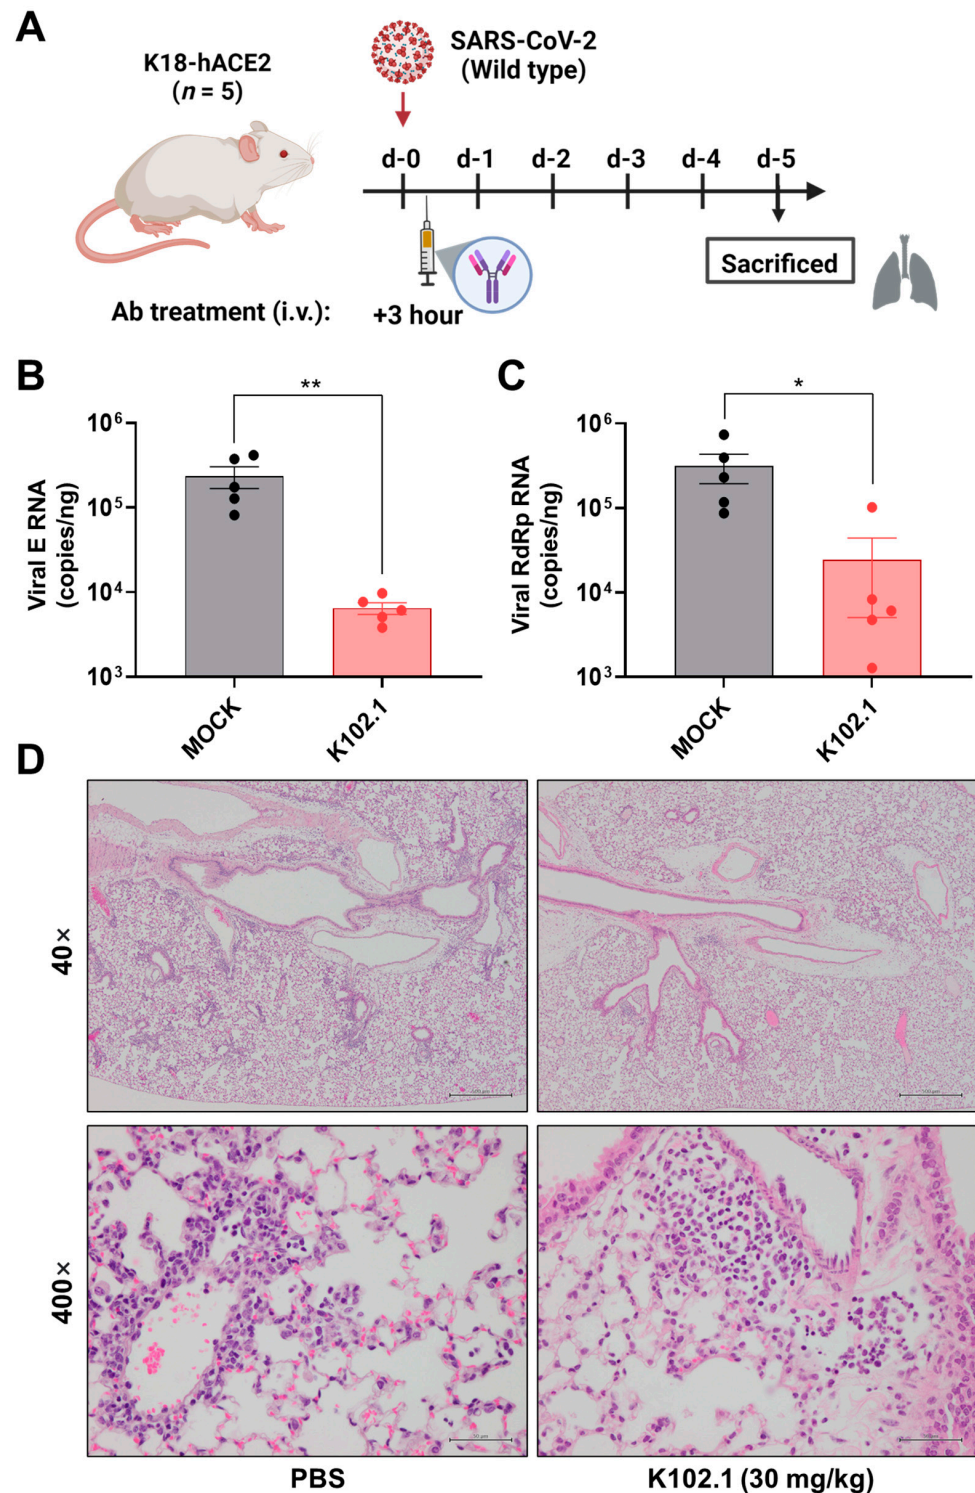 A
K18-hACE2
(n = 5)
SARS-CoV-2
(Wild type)
d-0 d-1 d-2 d-3 d-4 d-5
Sacrificed
Ab treatment (i.v.): +3 hour
B
**
10⁶
10⁵
10⁴
10³
Viral E RNA
(copies/ng)
MOCK
K102.1
C
*
10⁶
10⁵
10⁴
10³
Viral RdRp RNA
(copies/ng)
MOCK
K102.1
D
40×
400×
PBS
K102.1 (30 mg/kg)